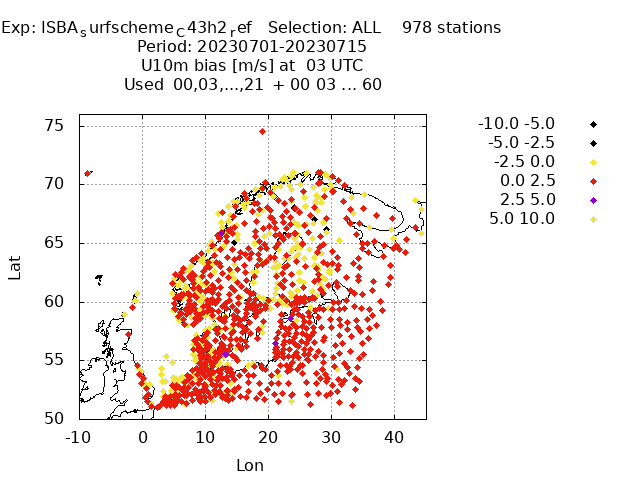 Exp: ISBA_surfscheme_C43h2_ref Selection: ALL 978 stations
Period: 20230701-20230715
U10m bias [m/s] at 03 UTC
Used 00,03,...,21 + 00 03 ... 60
-10.0 -5.0
-5.0 -2.5
-2.5 0.0
0.0 2.5
2.5 5.0
5.0 10.0
75
70
65
60
55
50
Lat
-10 0 10 20 30 40
Lon